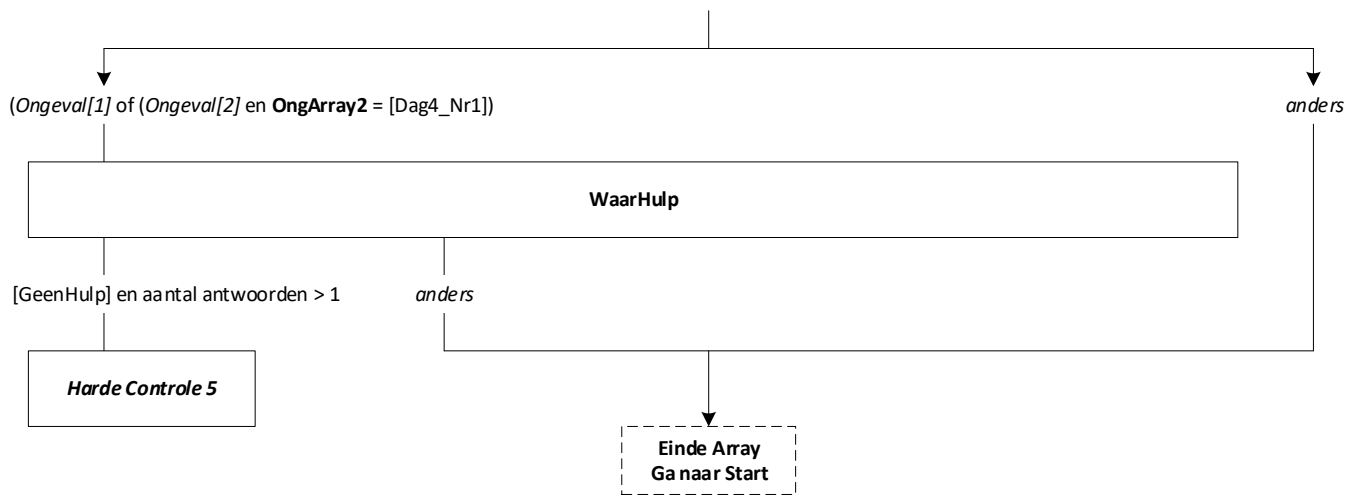 (Ongeval[1] of (Ongeval[2] en OngArray2 = [Dag4_Nr1])
anders
WaarHulp
[GeenHulp] en aantal antwoorden > 1
anders
Harde Controle 5
Einde Array
Ga naar Start